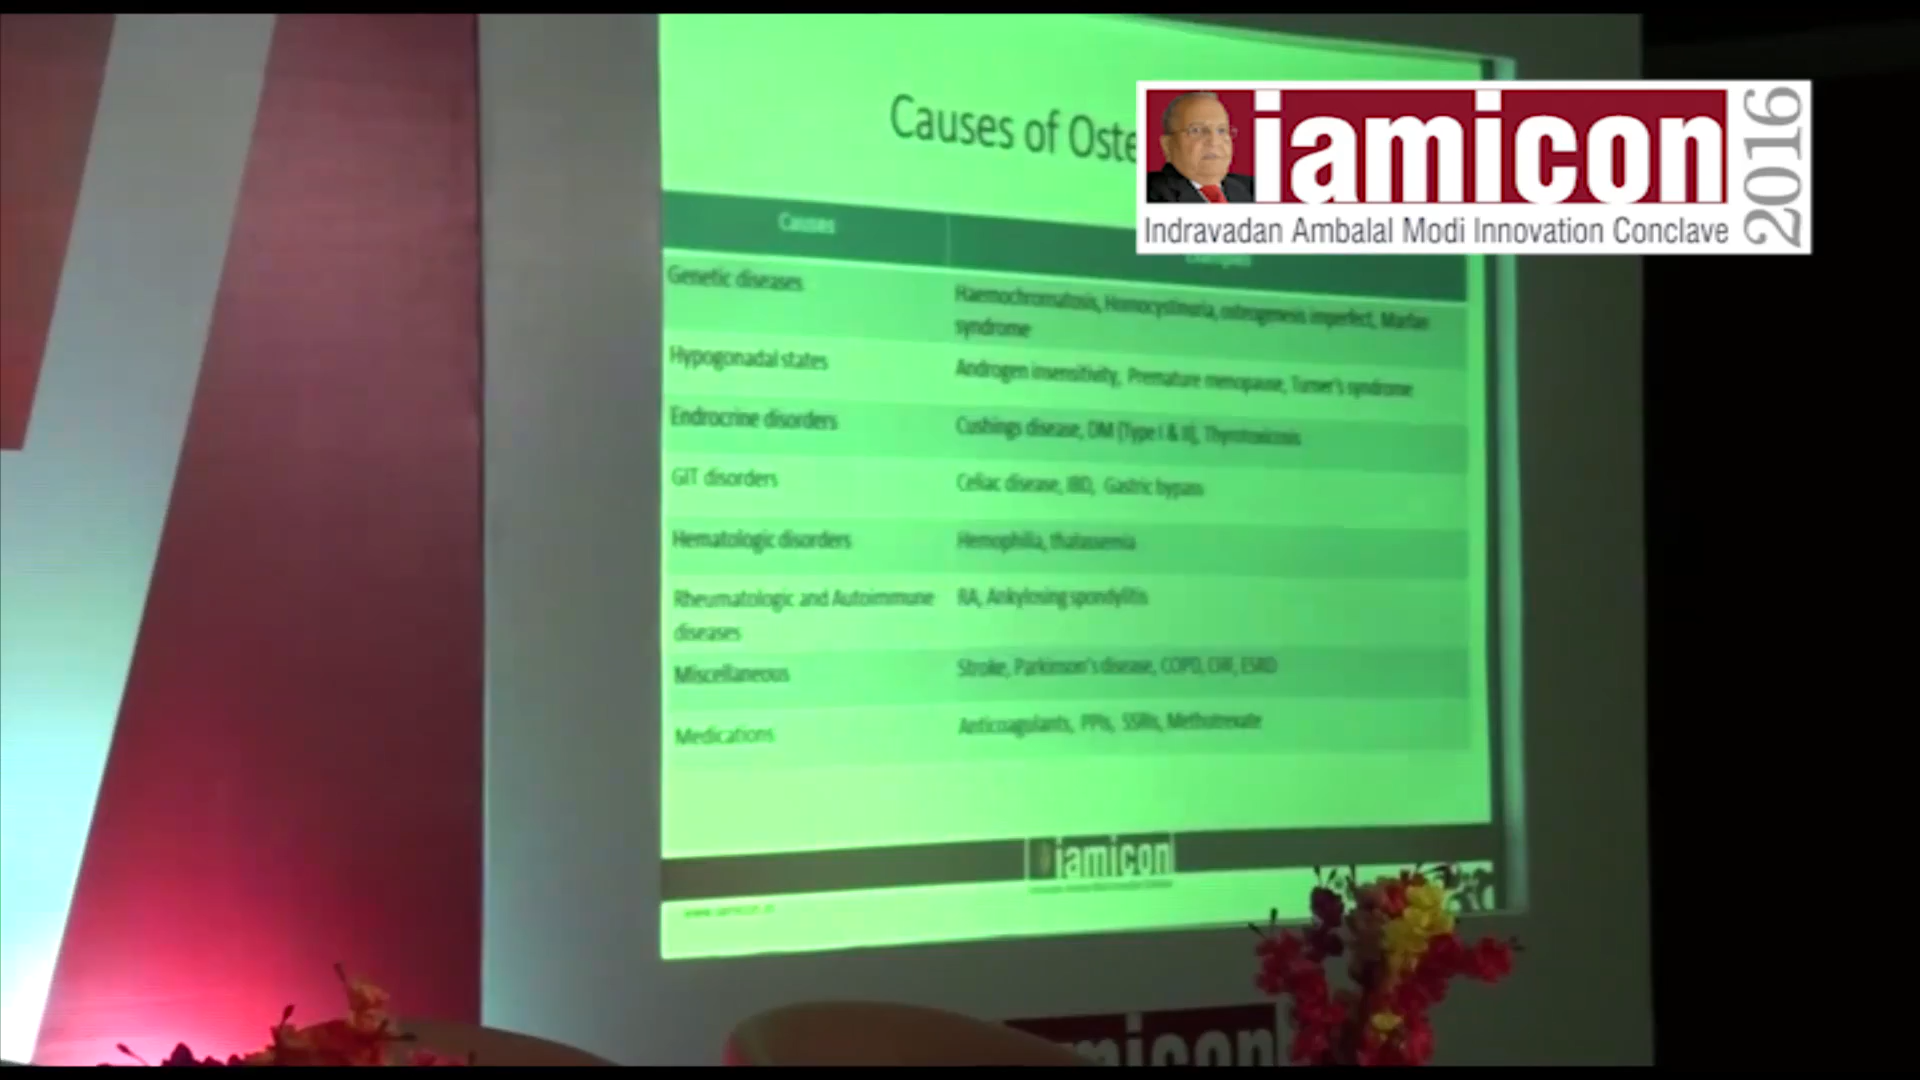 Causes of Oste
iamicon
2016
Indravadan Ambalal Modi Innovation Conclave
Causes
Genetic diseases
Haemochromatosis, Homocystinuria, osteogenesis imperfect, Marfan
syndrome
Hypogonadal states
Androgen insensitivity, Premature menopause, Turner's syndrome
Endrocrine disorders
Cushings disease, DM (Type I & II), Thyrotoxicosis
GIT disorders
Celiac disease, IBD, Gastric bypass
Hematologic disorders
Hemophilia, thalassemia
Rheumatologic and Autoimmune
diseases
RA, Ankylosing spondylitis
Miscellaneous
Stroke, Parkinson's disease, COPD, CHF, ESRD
Medications
Anticoagulants, PPIs, SSRIs, Methotrexate
iamicon
micon